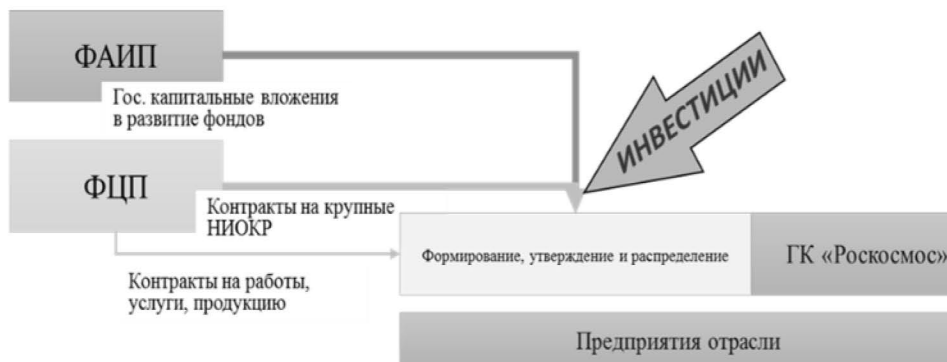 ФАИП
Гос. капитальные вложения
в развитие фондов
ИНВЕСТИЦИИ
ФЦП
Контракты на крупные
НИОКР
Формирование, утверждение и распределение
ГК «Роскосмос»
Контракты на работы,
услуги, продукцию
Предприятия отрасли